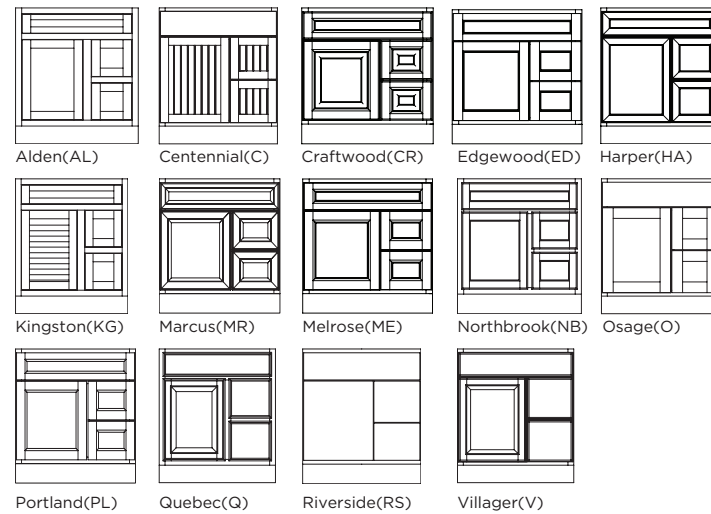 Alden(AL) Centennial(C) Craftwood(CR) Edgewood(ED) Harper(HA)
Kingston(KG) Marcus(MR) Melrose(ME) Northbrook(NB) Osage(O)
Portland(PL) Quebec(Q) Riverside(RS) Villager(V)